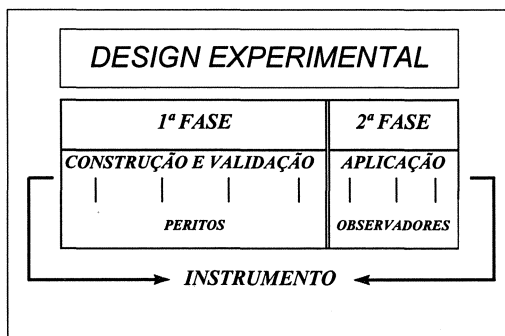 DESIGN EXPERIMENTAL
1ª FASE
2ª FASE
CONSTRUÇÃO E VALIDAÇÃO
APLICAÇÃO
PERITOS
OBSERVADORES
INSTRUMENTO